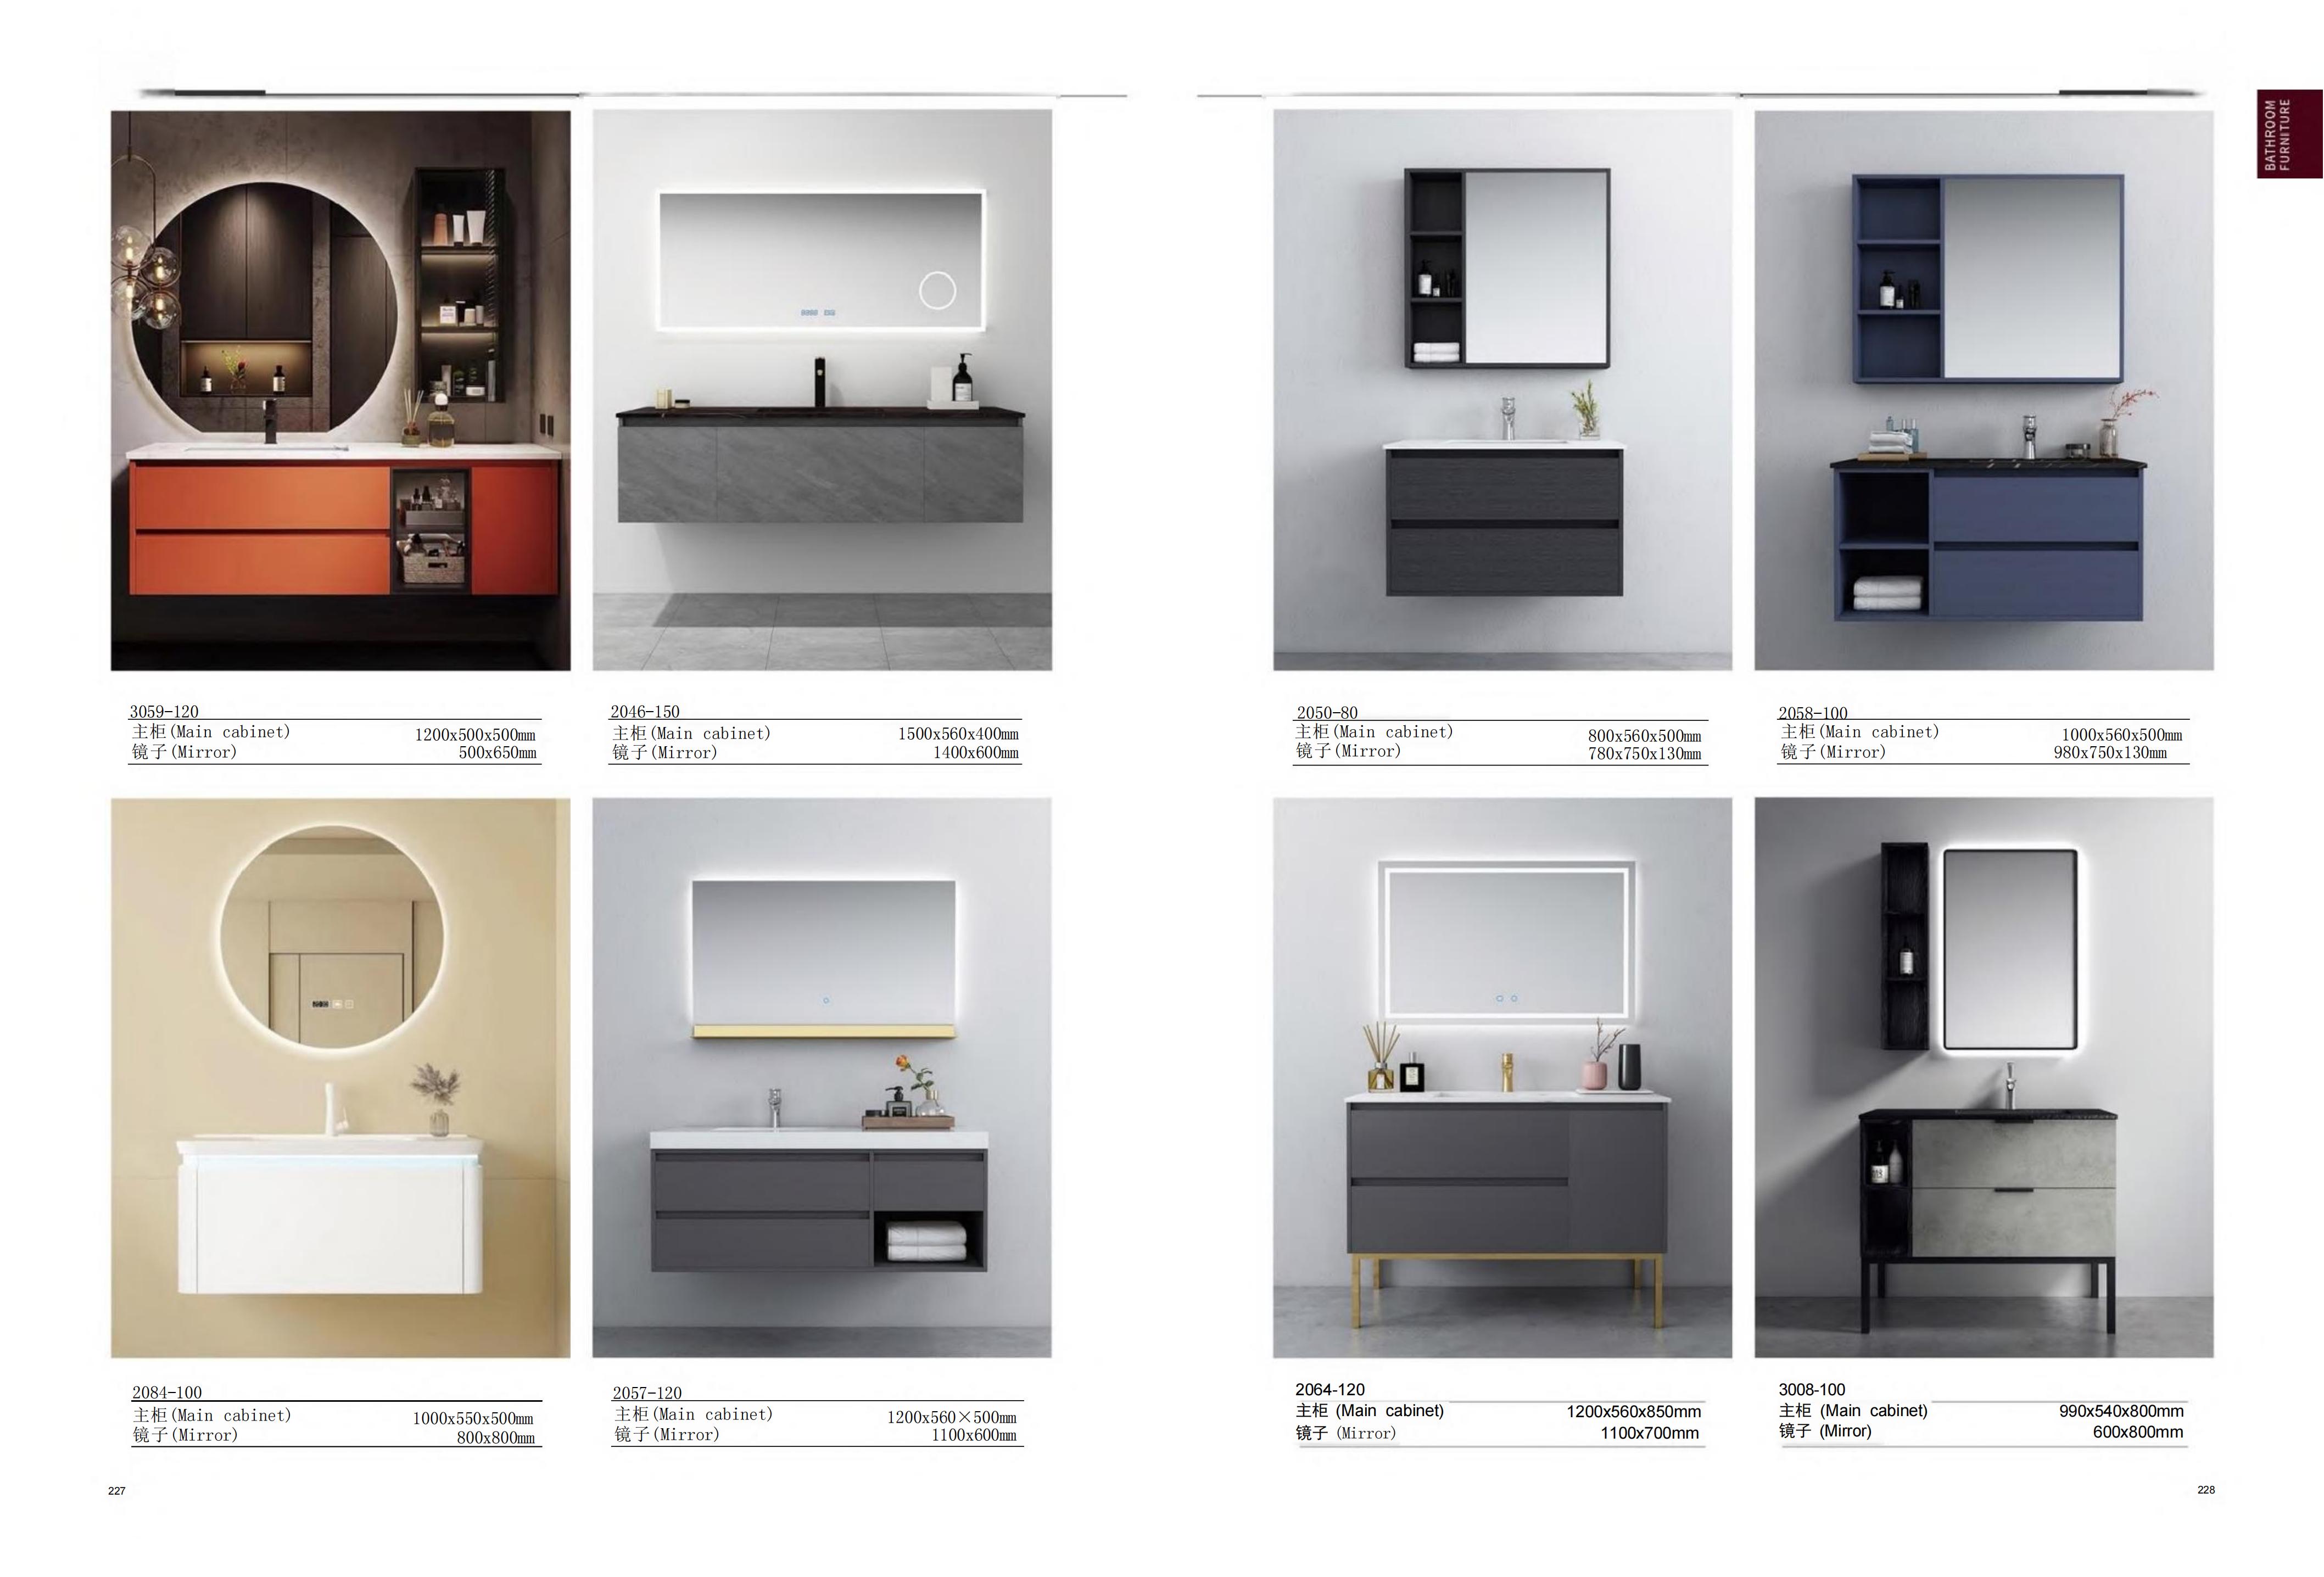 BATHROOM
FURNITURE
3059-120
主柜(Main cabinet) 1200x500x500mm
镜子(Mirror) 500x650mm
2046-150
主柜(Main cabinet) 1500x560x400mm
镜子(Mirror) 1400x600mm
2050-80
主柜(Main cabinet) 800x560x500mm
镜子(Mirror) 780x750x130mm
2058-100
主柜(Main cabinet) 1000x560x500mm
镜子(Mirror) 980x750x130mm
2084-100
主柜(Main cabinet) 1000x550x500mm
镜子(Mirror) 800x800mm
2057-120
主柜(Main cabinet) 1200x560×500mm
镜子(Mirror) 1100x600mm
2064-120
主柜 (Main cabinet) 1200x560x850mm
镜子 (Mirror) 1100x700mm
3008-100
主柜 (Main cabinet) 990x540x800mm
镜子 (Mirror) 600x800mm
227
228